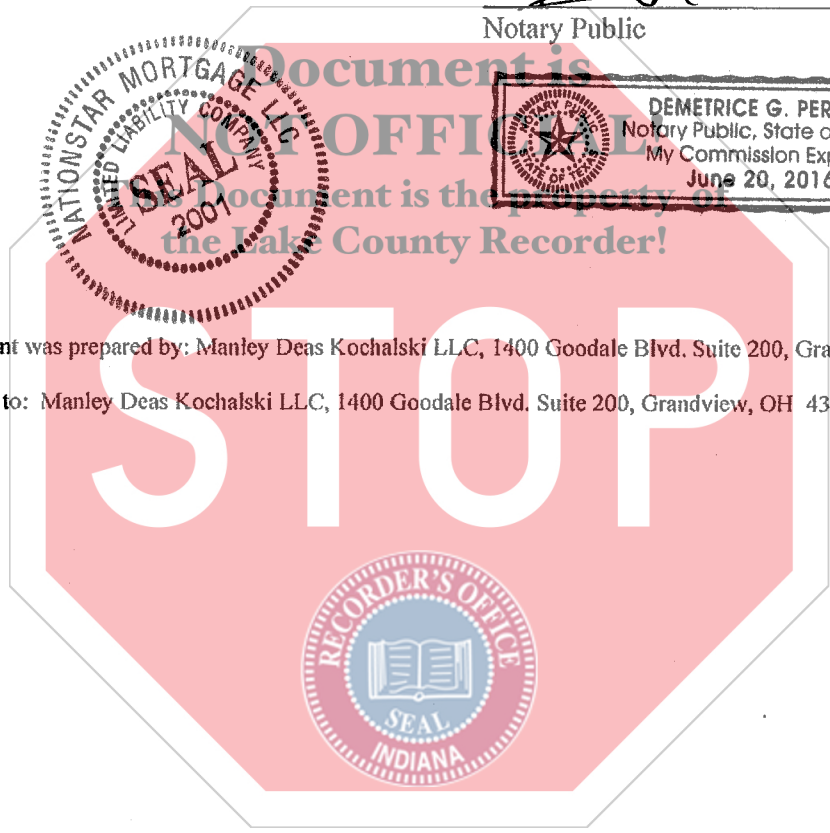 Notary Public
NATIONSTAR MORTGAGE LLC
LIMITED LIABILITY COMPANY
SEAL
2001
Document is
NOT OFFICIAL!
This Document is the property of
the Lake County Recorder!
NOTARY PUBLIC
STATE OF TEXAS
DEMETRICE G. PER
Notary Public, State o
My Commission Exp
June 20, 2016
nt was prepared by: Manley Deas Kochalski LLC, 1400 Goodale Blvd. Suite 200, Gra
to: Manley Deas Kochalski LLC, 1400 Goodale Blvd. Suite 200, Grandview, OH 43
STOP
RECORDER'S OFFICE
SEAL
INDIANA